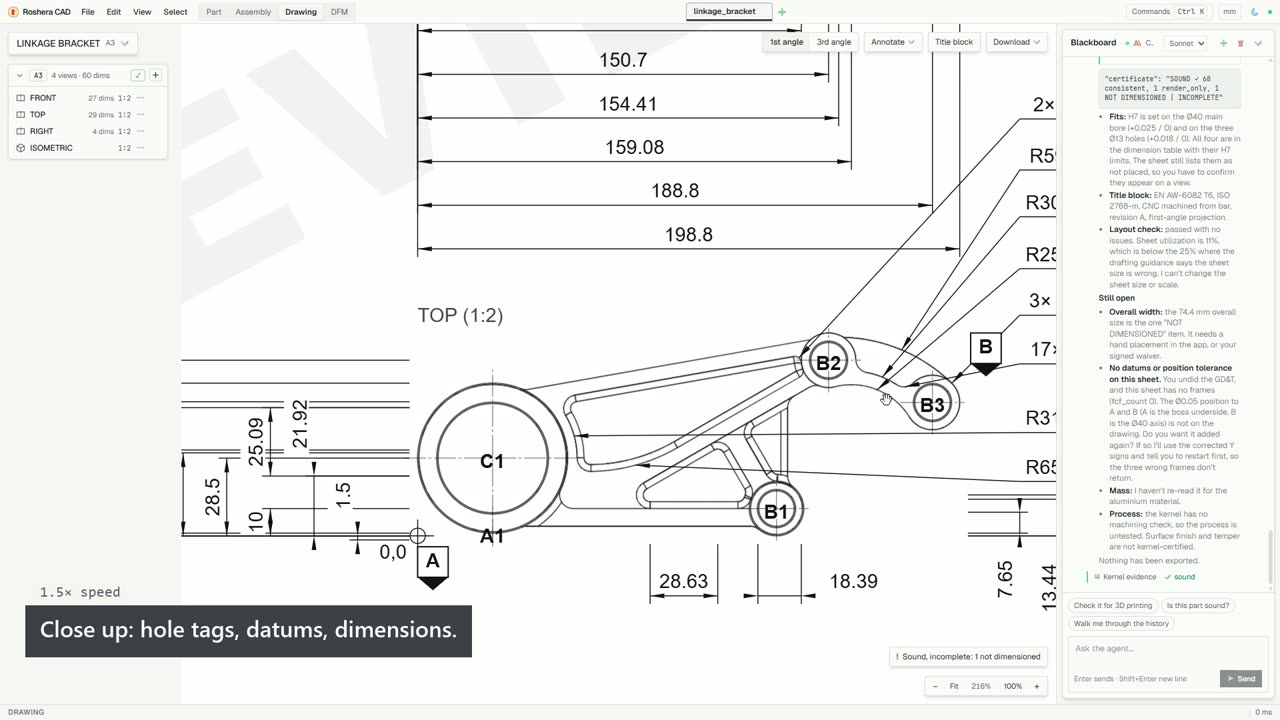 Roshera CAD File Edit View Select Part Assembly Drawing DFM linkage_bracket Commands Ctrl K mm
LINKAGE BRACKET A3
A3 4 views · 60 dims
FRONT 27 dims 1:2 ···
TOP 29 dims 1:2 ···
RIGHT 4 dims 1:2 ···
ISOMETRIC 1:2 ···
1st angle 3rd angle Annotate Title block Download
150.7
154.41
159.08
188.8
198.8
2×
R59
R30
R25
3×
17×
R31
R65
TOP (1:2)
B2
B
B3
C1
B1
A1
0,0
A
25.09
21.92
28.5
10
1.5
28.63
18.39
7.65
13.44
1.5× speed
Close up: hole tags, datums, dimensions.
! Sound, incomplete: 1 not dimensioned
− Fit 216% 100% +
Blackboard C.. Sonnet
"certificate": "SOUND ✓ 68
consistent, 1 render_only, 1
NOT DIMENSIONED | INCOMPLETE"
• Fits: H7 is set on the Ø40 main
bore (+0.025 / 0) and on the three
Ø13 holes (+0.018 / 0). All four are in
the dimension table with their H7
limits. The sheet still lists them as
not placed, so you have to confirm
they appear on a view.
• Title block: EN AW-6082 T6, ISO
2768-m, CNC machined from bar,
revision A, first-angle projection.
• Layout check: passed with no
issues. Sheet utilization is 11%,
which is below the 25% where the
drafting guidance says the sheet
size is wrong. I can't change the
sheet size or scale.
Still open
• Overall width: the 74.4 mm overall
size is the one "NOT
DIMENSIONED" item. It needs a
hand placement in the app, or your
signed waiver.
• No datums or position tolerance
on this sheet. You undid the GD&T,
and this sheet has no frames
(fcf_count 0). The Ø0.05 position to
A and B (A is the boss underside, B
is the Ø40 axis) is not on the
drawing. Do you want it added
again? If so I'll use the corrected Y
signs and tell you to restart first, so
the three wrong frames don't
return.
• Mass: I haven't re-read it for the
aluminium material.
• Process: the kernel has no
machining check, so the process is
untested. Surface finish and temper
are not kernel-certified.
Nothing has been exported.
Kernel evidence ✓ sound
Check it for 3D printing Is this part sound?
Walk me through the history
Ask the agent...
Enter sends · Shift+Enter new line Send
DRAWING 0 ms